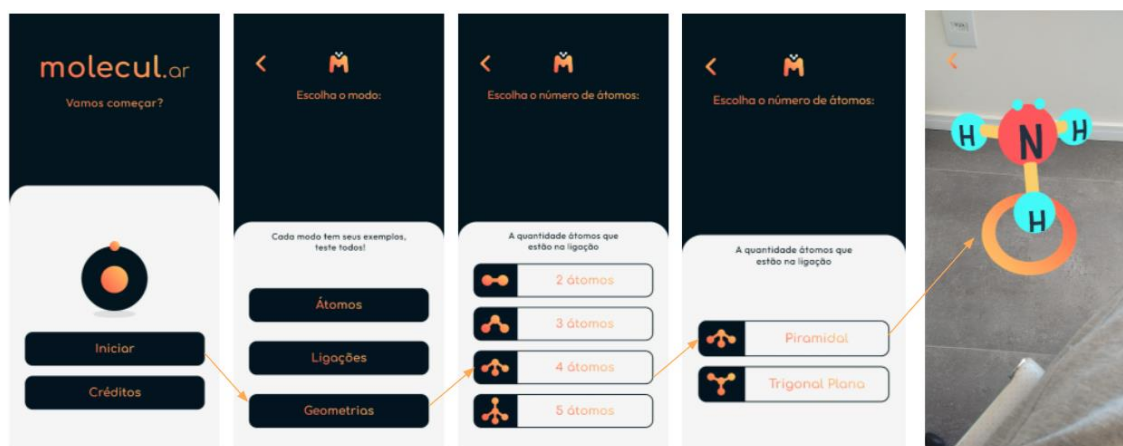 molecul.ar
Vamos começar?
Iniciar
Créditos
M
Escolha o modo:
Cada modo tem seus exemplos,
teste todos!
Átomos
Ligações
Geometrias
M
Escolha o número de átomos:
A quantidade átomos que
estão na ligação
2 átomos
3 átomos
4 átomos
5 átomos
M
Escolha o número de átomos:
A quantidade átomos que
estão na ligação
Piramidal
Trigonal Plana
H N H
H